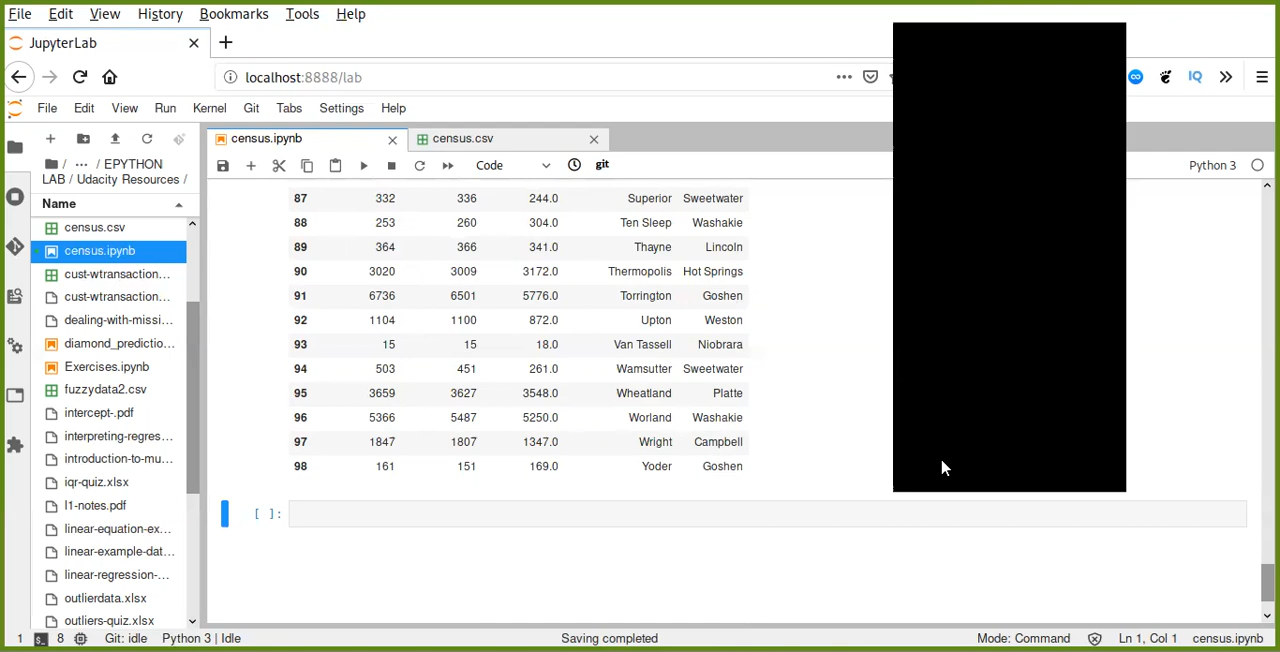 File Edit View History Bookmarks Tools Help
JupyterLab
localhost:8888/lab
IQ
File Edit View Run Kernel Git Tabs Settings Help
/ ... / EPYTHON
LAB / Udacity Resources /
Name
census.csv
census.ipynb
cust-wtransaction...
cust-wtransaction...
dealing-with-missi...
diamond_predictio...
Exercises.ipynb
fuzzydata2.csv
intercept-.pdf
interpreting-regres...
introduction-to-mu...
iqr-quiz.xlsx
l1-notes.pdf
linear-equation-ex...
linear-example-dat...
linear-regression-...
outlierdata.xlsx
outliers-quiz.xlsx
census.ipynb
census.csv
Code
git
Python 3
87 332 336 244.0 Superior Sweetwater
88 253 260 304.0 Ten Sleep Washakie
89 364 366 341.0 Thayne Lincoln
90 3020 3009 3172.0 Thermopolis Hot Springs
91 6736 6501 5776.0 Torrington Goshen
92 1104 1100 872.0 Upton Weston
93 15 15 18.0 Van Tassell Niobrara
94 503 451 261.0 Wamsutter Sweetwater
95 3659 3627 3548.0 Wheatland Platte
96 5366 5487 5250.0 Worland Washakie
97 1847 1807 1347.0 Wright Campbell
98 161 151 169.0 Yoder Goshen
[ ]:
1 8 Git: idle Python 3 | Idle Saving completed Mode: Command Ln 1, Col 1 census.ipynb